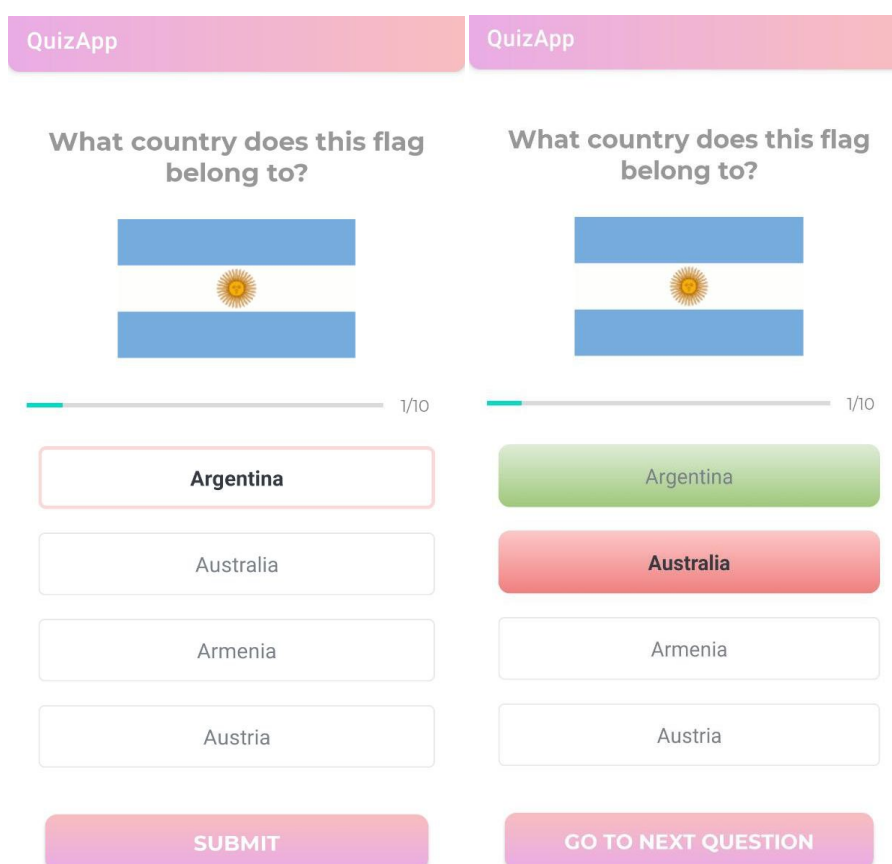 QuizApp
What country does this flag
belong to?
1/10
Argentina
Australia
Armenia
Austria
SUBMIT
QuizApp
What country does this flag
belong to?
1/10
Argentina
Australia
Armenia
Austria
GO TO NEXT QUESTION